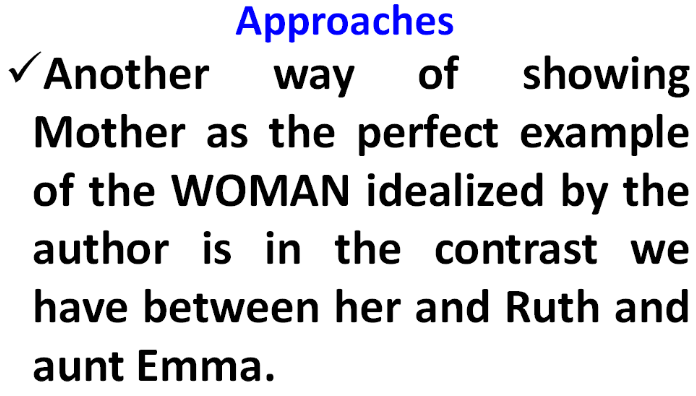 Approaches
✓Another way of showing
Mother as the perfect example
of the WOMAN idealized by the
author is in the contrast we
have between her and Ruth and
aunt Emma.